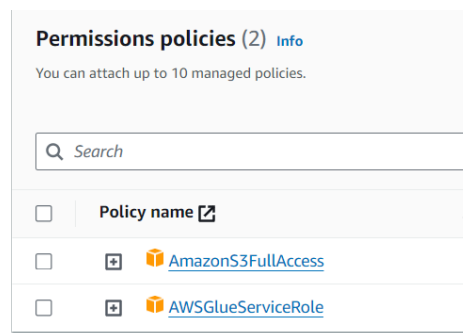 Permissions policies (2) Info
You can attach up to 10 managed policies.
Search
Policy name
AmazonS3FullAccess
AWSGlueServiceRole